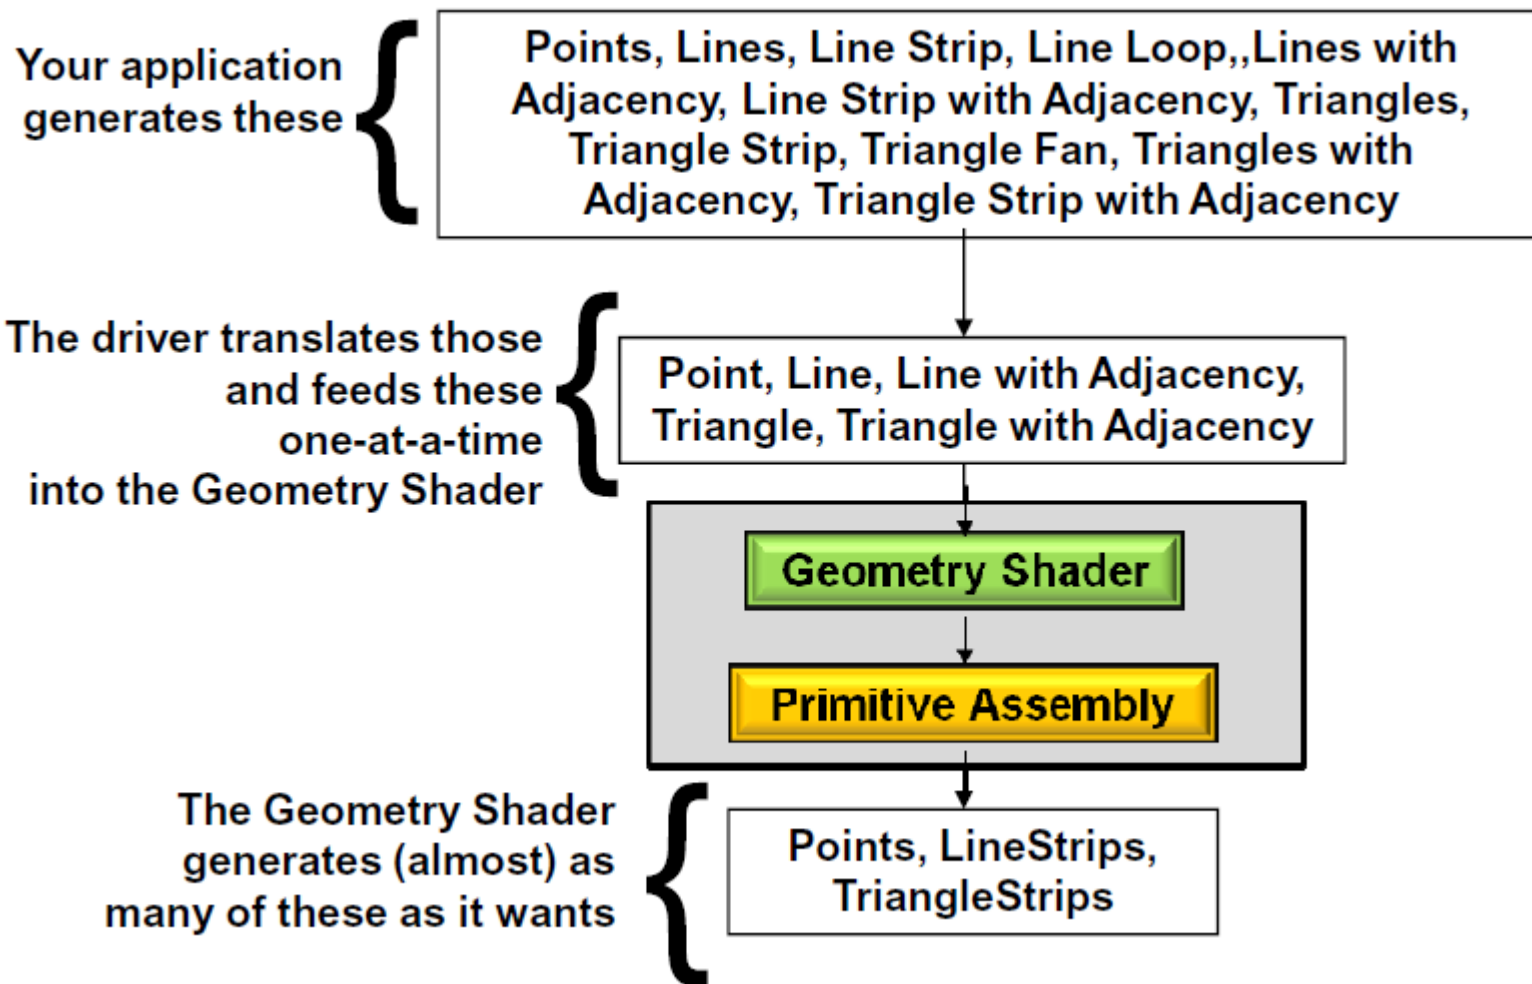 Your application
generates these
Points, Lines, Line Strip, Line Loop,,Lines with
Adjacency, Line Strip with Adjacency, Triangles,
Triangle Strip, Triangle Fan, Triangles with
Adjacency, Triangle Strip with Adjacency
The driver translates those
and feeds these
one-at-a-time
into the Geometry Shader
Point, Line, Line with Adjacency,
Triangle, Triangle with Adjacency
Geometry Shader
Primitive Assembly
The Geometry Shader
generates (almost) as
many of these as it wants
Points, LineStrips,
TriangleStrips